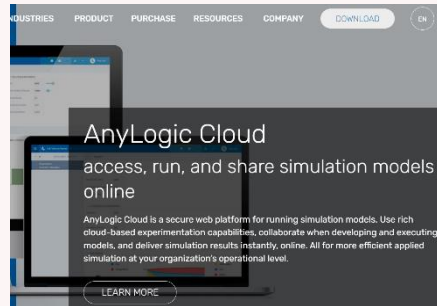 INDUSTRIES PRODUCT PURCHASE RESOURCES COMPANY DOWNLOAD EN
AnyLogic Cloud
access, run, and share simulation models
online
AnyLogic Cloud is a secure web platform for running simulation models. Use rich
cloud-based experimentation capabilities, collaborate when developing and executing
models, and deliver simulation results instantly, online. All for more efficient applied
simulation at your organization's operational level.
LEARN MORE